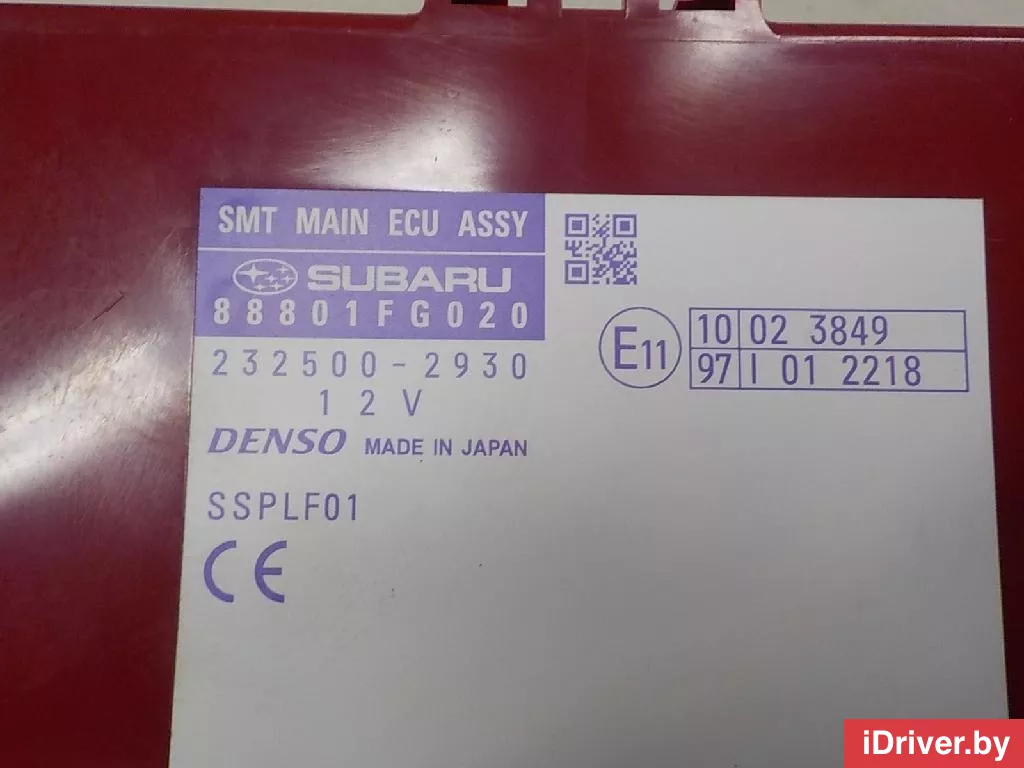 SMT MAIN ECU ASSY
SUBARU
88801FG020
232500-2930
12V
DENSO MADE IN JAPAN
SSPLF01
CE
E11
10 02 3849
97 I 01 2218
iDriver.by